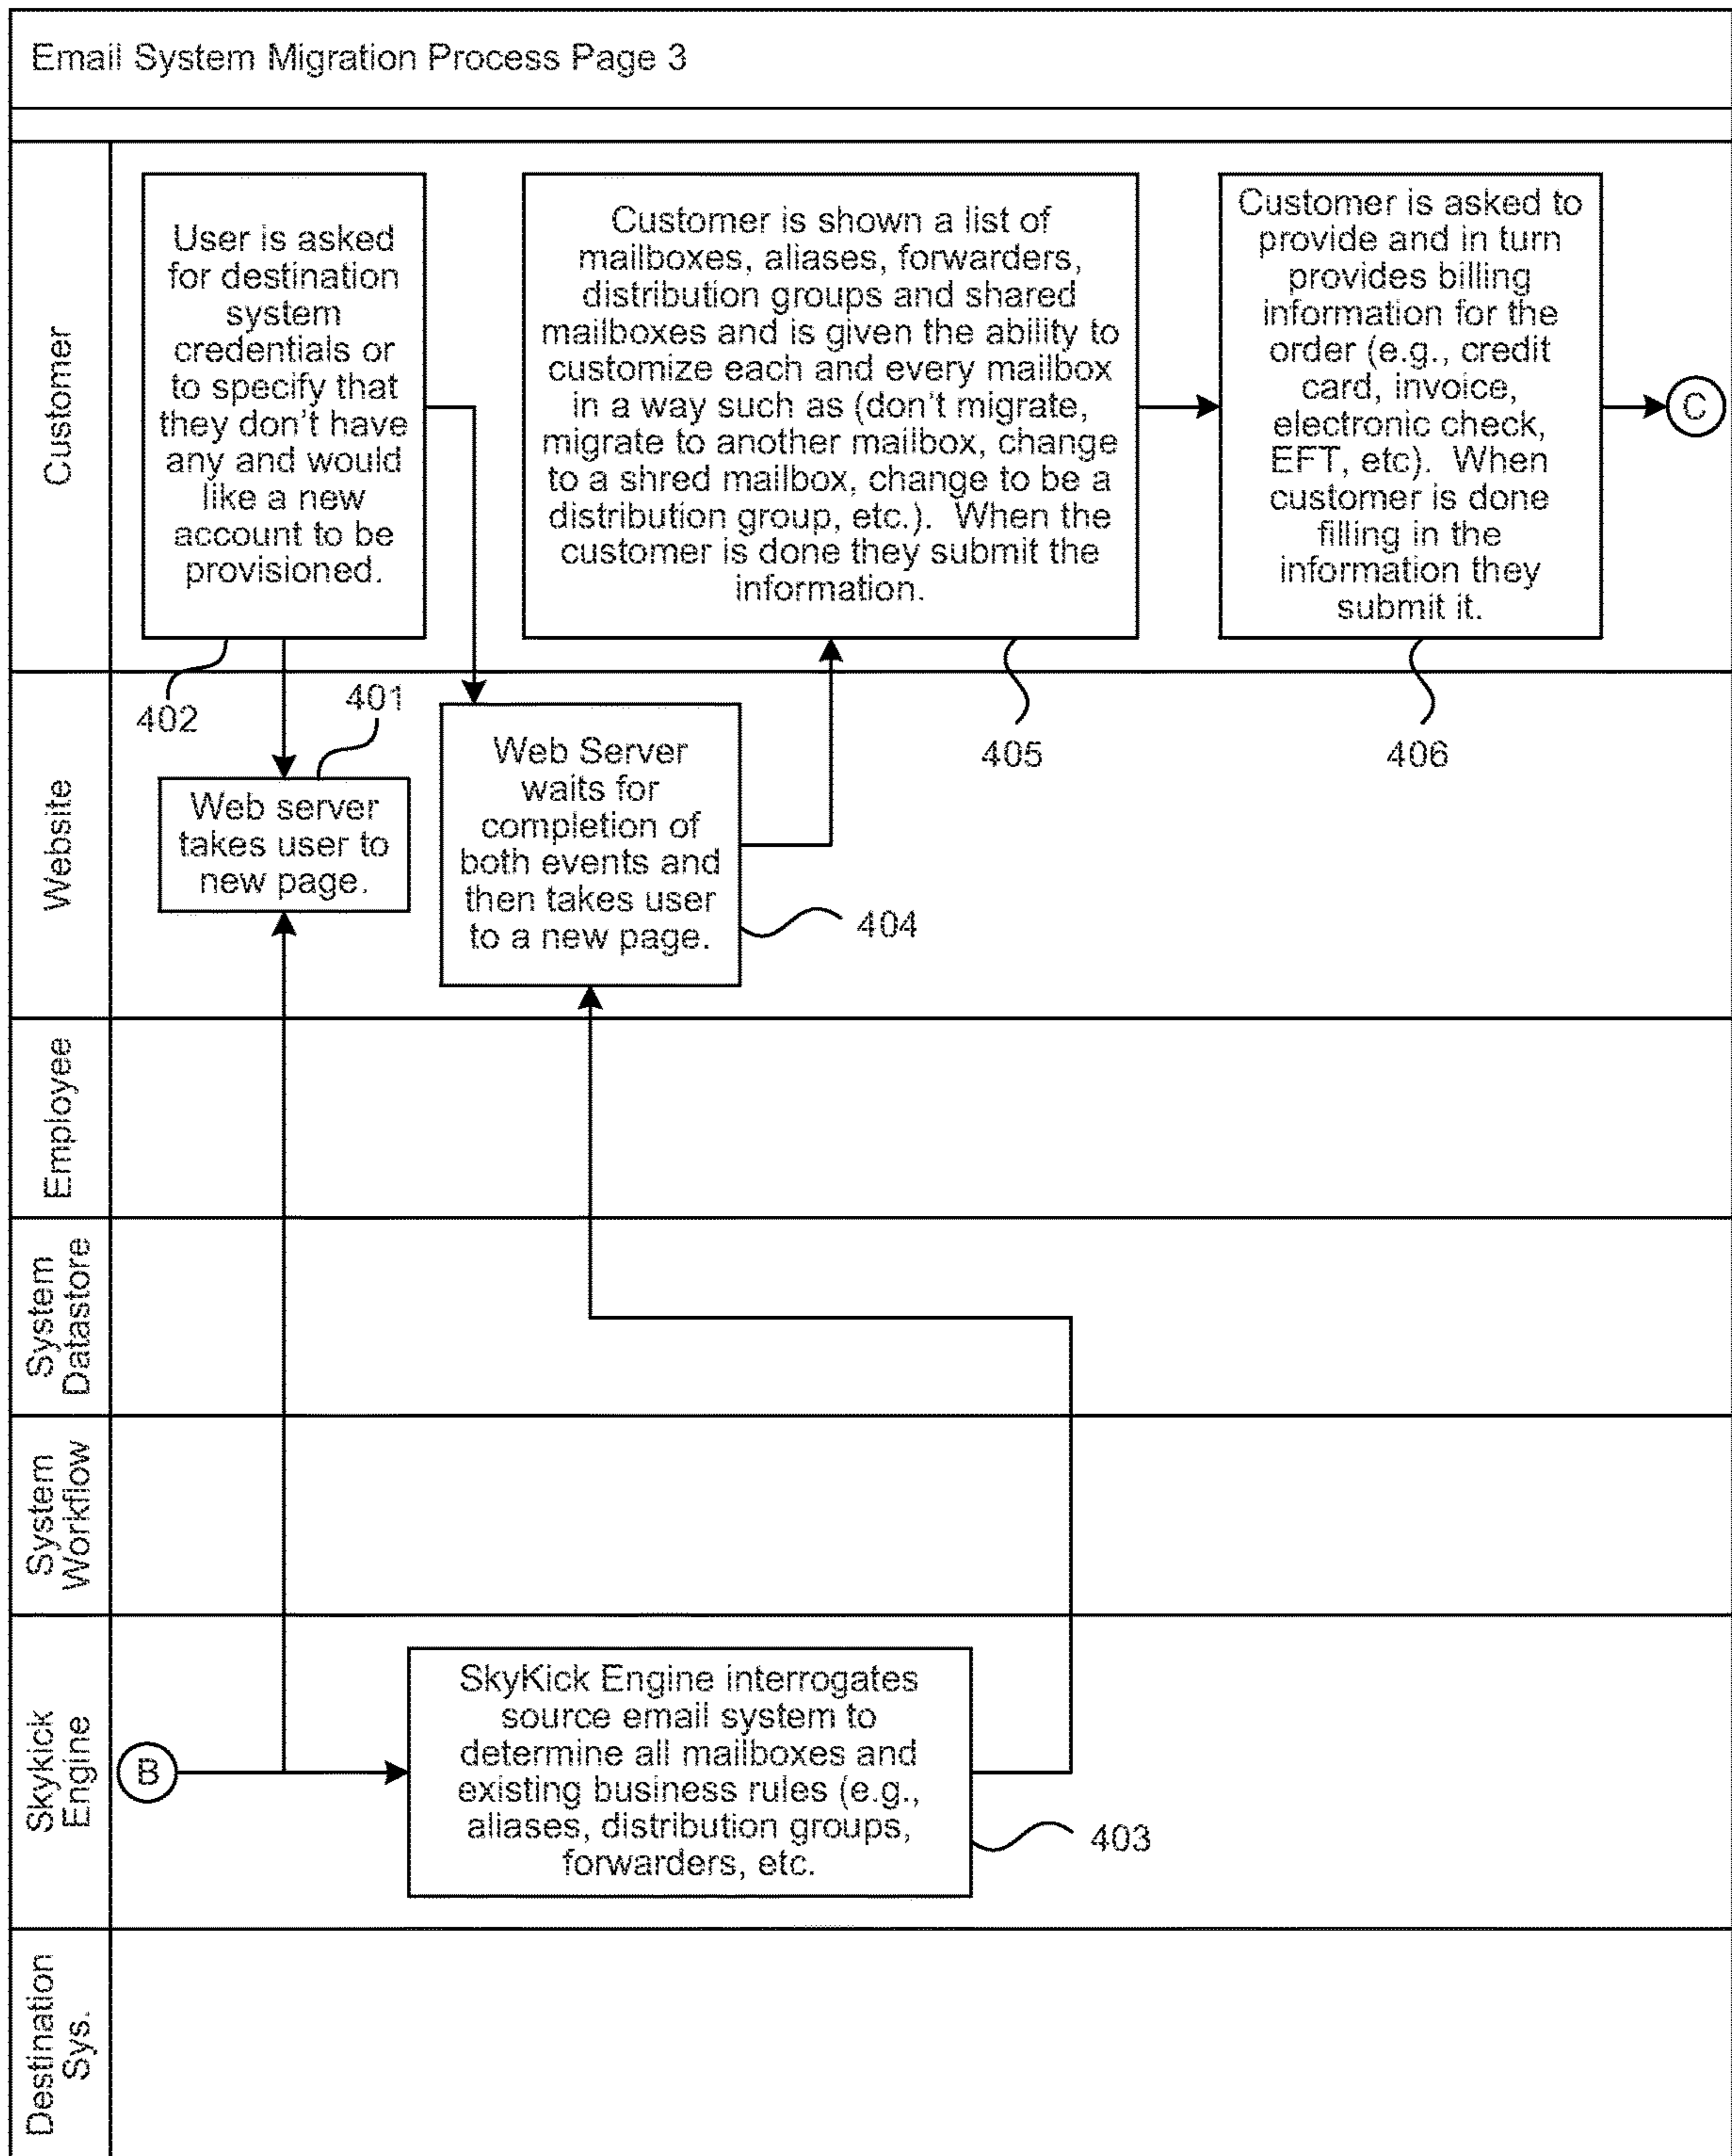 Email System Migration Process Page 3
Customer
User is asked
for destination
system
credentials or
to specify that
they don't have
any and would
like a new
account to be
provisioned.
402
Customer is shown a list of
mailboxes, aliases, forwarders,
distribution groups and shared
mailboxes and is given the ability to
customize each and every mailbox
in a way such as (don't migrate,
migrate to another mailbox, change
to a shred mailbox, change to be a
distribution group, etc.). When the
customer is done they submit the
information.
405
Customer is asked to
provide and in turn
provides billing
information for the
order (e.g., credit
card, invoice,
electronic check,
EFT, etc). When
customer is done
filling in the
information they
submit it.
406
C
Website
401
Web server
takes user to
new page.
Web Server
waits for
completion of
both events and
then takes user
to a new page.
404
Employee
System
Datastore
System
Workflow
Skykick
Engine
B
SkyKick Engine interrogates
source email system to
determine all mailboxes and
existing business rules (e.g.,
aliases, distribution groups,
forwarders, etc.
403
Destination
Sys.